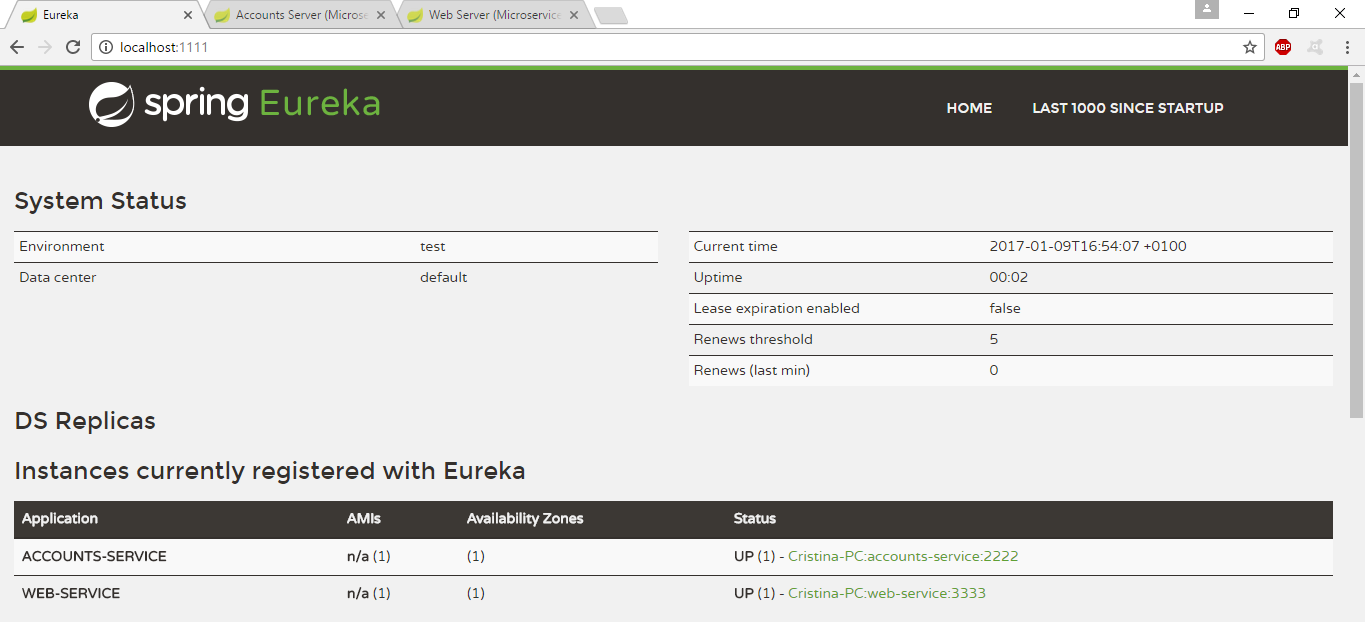 Eureka
Accounts Server (Microse
Web Server (Microservice
localhost:1111
ABP
spring Eureka
HOME LAST 1000 SINCE STARTUP
System Status
Environment test
Data center default
Current time 2017-01-09T16:54:07 +0100
Uptime 00:02
Lease expiration enabled false
Renews threshold 5
Renews (last min) 0
DS Replicas
Instances currently registered with Eureka
Application AMIs Availability Zones Status
ACCOUNTS-SERVICE n/a (1) (1) UP (1) - Cristina-PC:accounts-service:2222
WEB-SERVICE n/a (1) (1) UP (1) - Cristina-PC:web-service:3333